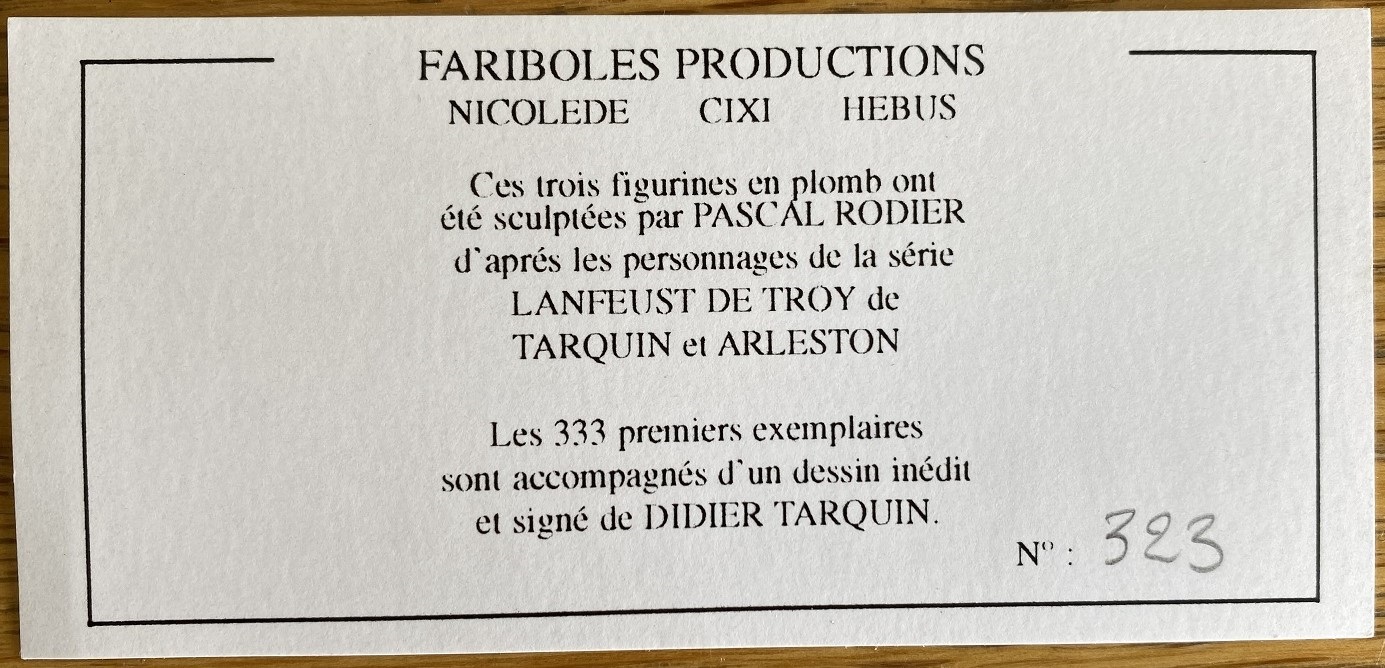 FARIBOLES PRODUCTIONS
NICOLEDE CIXI HEBUS
Ces trois figurines en plomb ont
été sculptées par PASCAL RODIER
d'aprés les personnages de la série
LANFEUST DE TROY de
TARQUIN et ARLESTON
Les 333 premiers exemplaires
sont accompagnés d'un dessin inédit
et signé de DIDIER TARQUIN.
Nº : 323